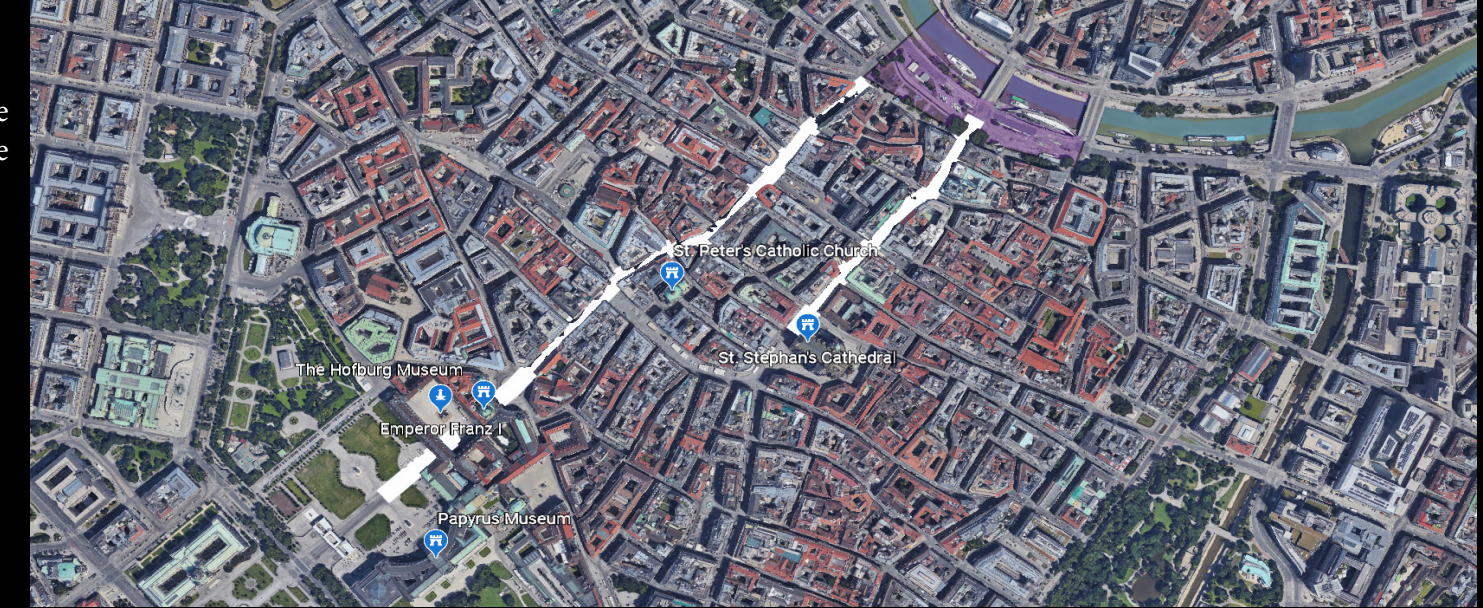 e
e
St. Peter's Catholic Church
St. Stephan's Cathedral
The Hofburg Museum
Emperor Franz I
Papyrus Museum